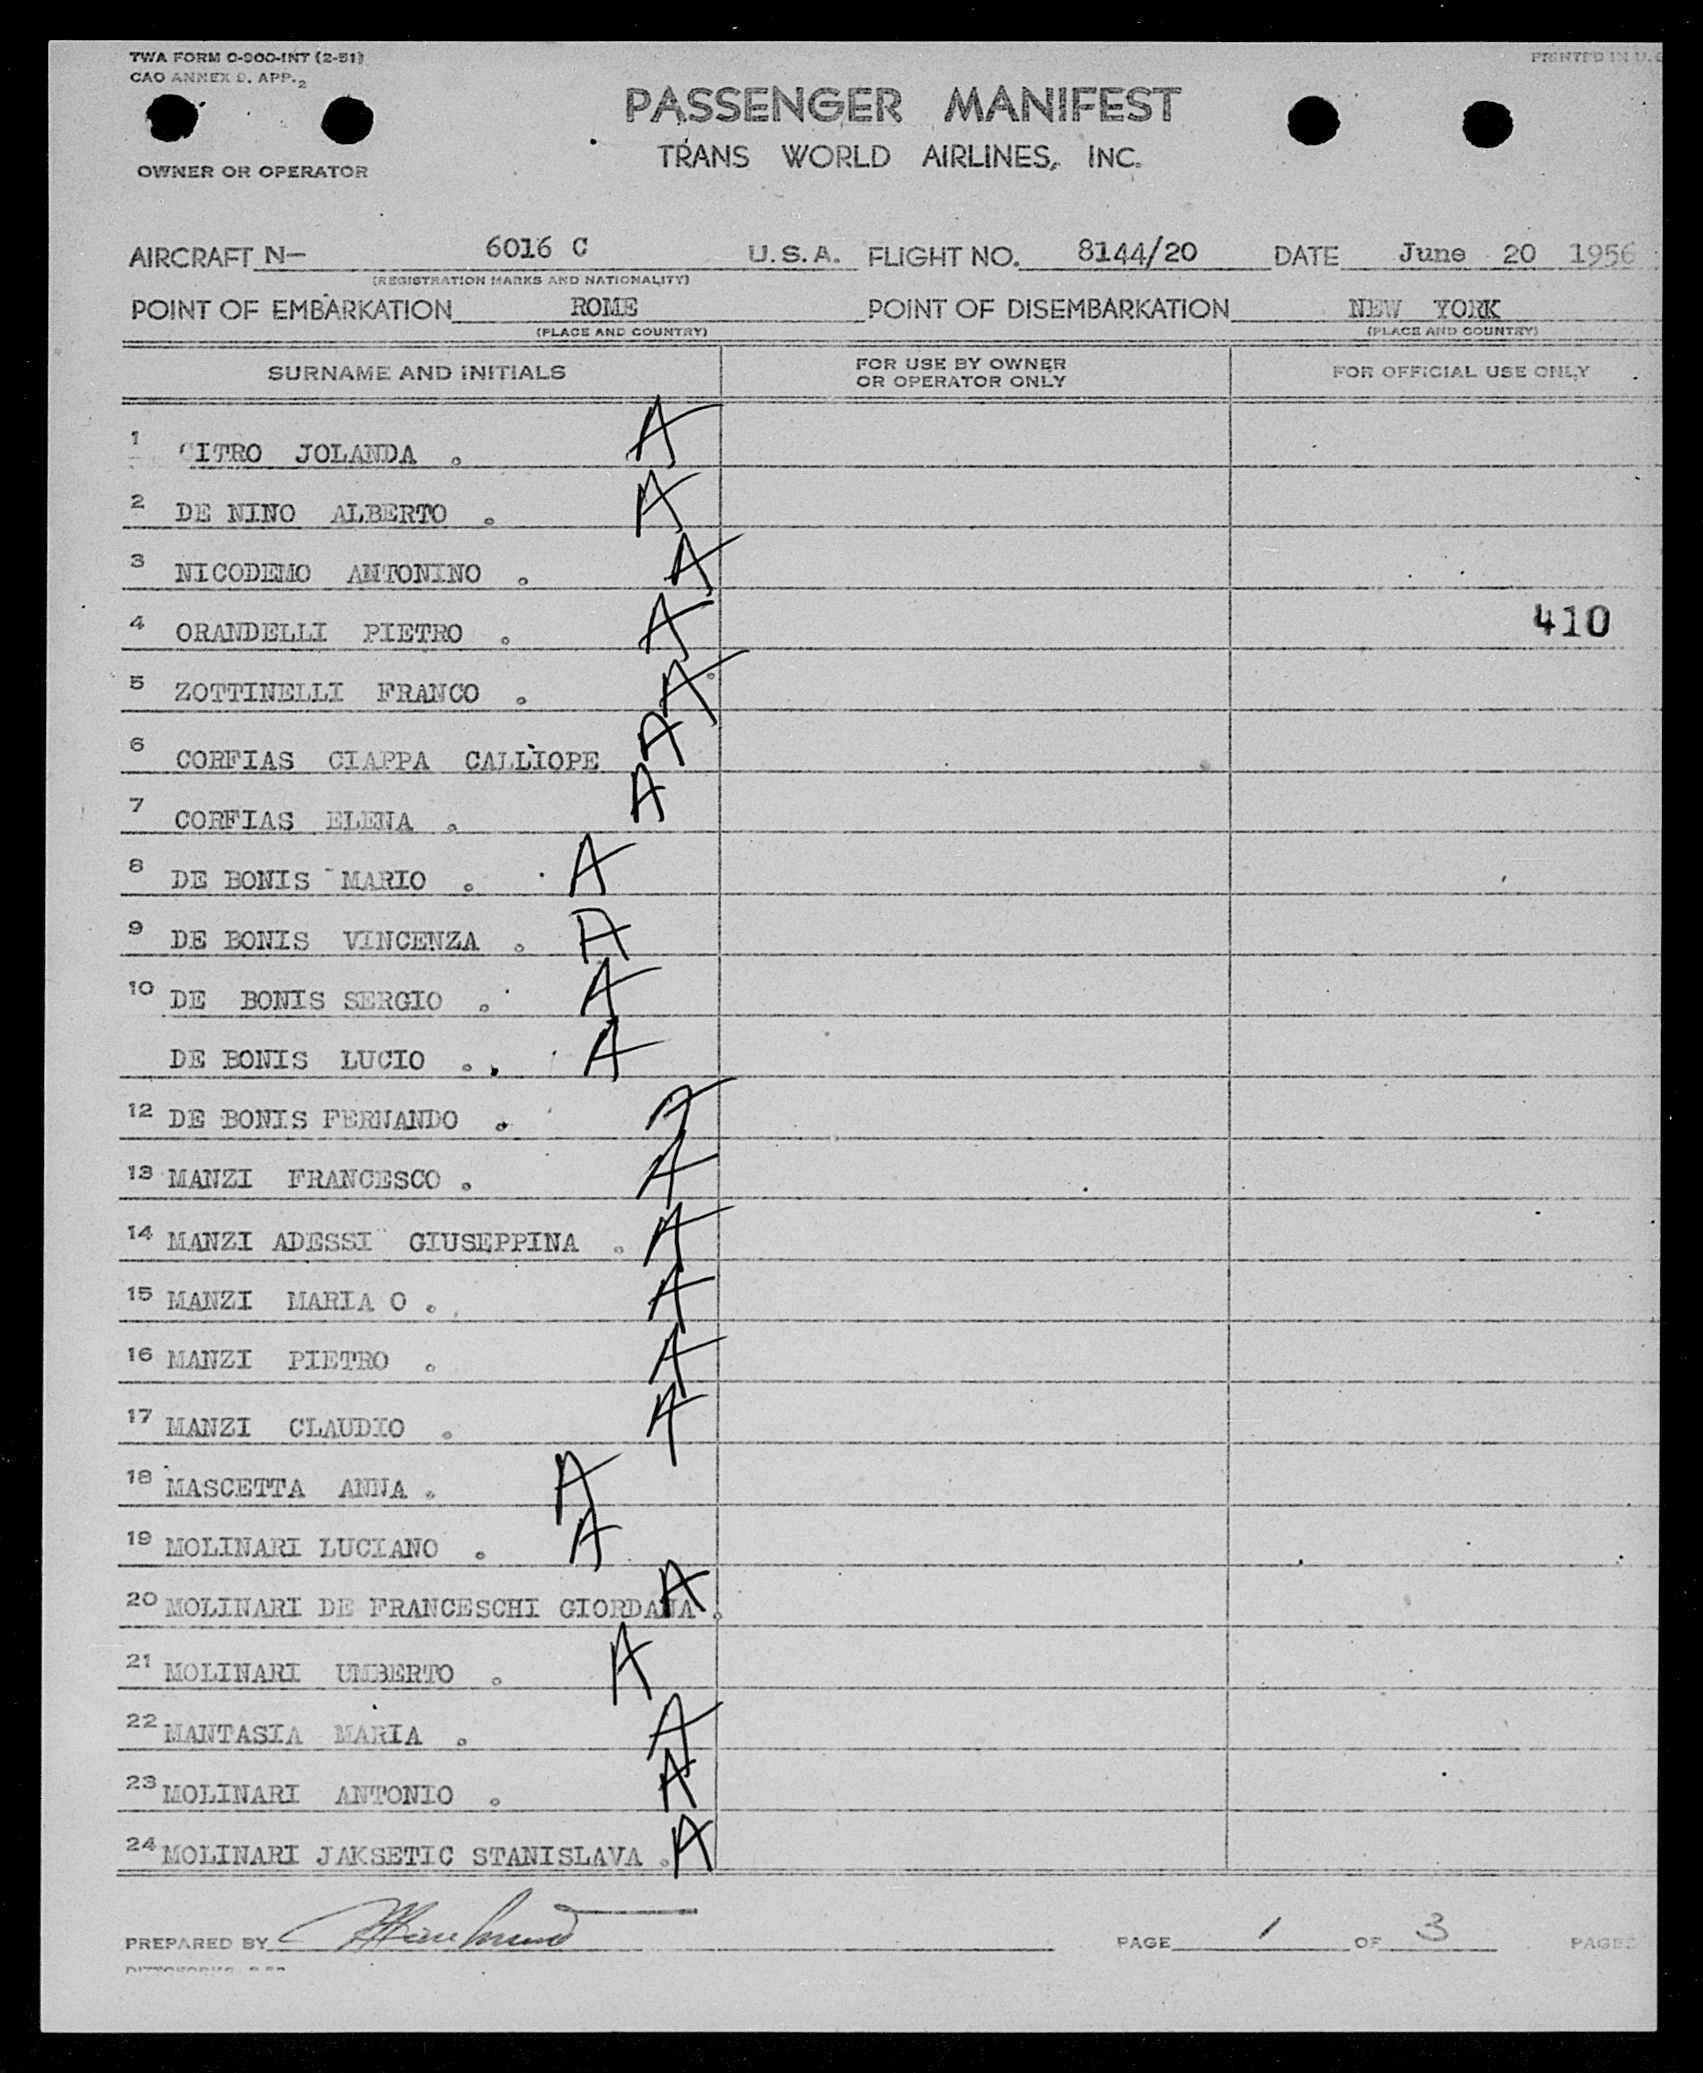 TWA FORM O-900-INT (2-51)
CAO ANNEX 9, APP. 2
PRINTED IN U.S
PASSENGER MANIFEST
TRANS WORLD AIRLINES, INC.
OWNER OR OPERATOR
AIRCRAFT N- 6016 C U.S.A. FLIGHT NO. 8144/20 DATE June 20 1956
(REGISTRATION MARKS AND NATIONALITY)
POINT OF EMBARKATION ROME POINT OF DISEMBARKATION NEW YORK
(PLACE AND COUNTRY) (PLACE AND COUNTRY)
SURNAME AND INITIALS FOR USE BY OWNER OR OPERATOR ONLY FOR OFFICIAL USE ONLY
1 CITRO JOLANDA . A
2 DE NINO ALBERTO . A
3 NICODEMO ANTONINO . A
4 ORANDELLI PIETRO . A 410
5 ZOTTINELLI FRANCO . A
6 CORFIAS CIAPPA CALLIOPE A
7 CORFIAS ELENA . A
8 DE BONIS MARIO . A
9 DE BONIS VINCENZA . A
10 DE BONIS SERGIO . A
DE BONIS LUCIO . A
12 DE BONIS FERNANDO .
13 MANZI FRANCESCO . A
14 MANZI ADESSI GIUSEPPINA . A
15 MANZI MARIA O . A
16 MANZI PIETRO . A
17 MANZI CLAUDIO . A
18 MASCETTA ANNA . A
19 MOLINARI LUCIANO . A
20 MOLINARI DE FRANCESCHI GIORDANA . A
21 MOLINARI UMBERTO . A
22 MANTASIA MARIA . A
23 MOLINARI ANTONIO . A
24 MOLINARI JAKSETIC STANISLAVA . A
PREPARED BY PAGE 1 OF 3 PAGES